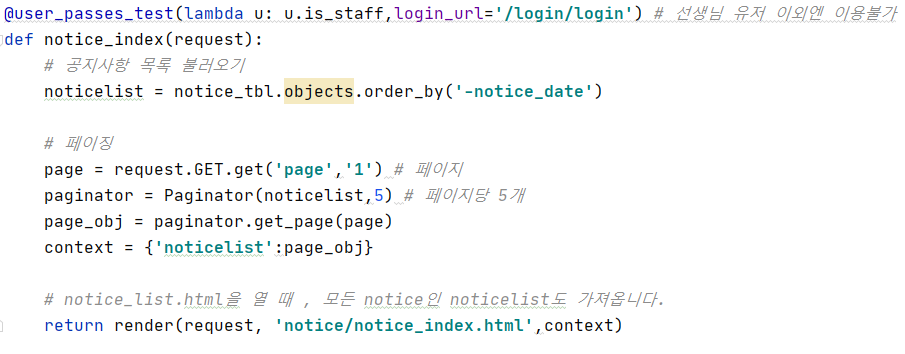 @user_passes_test(lambda u: u.is_staff,login_url='/login/login') # 선생님 유저 이외엔 이용불가
def notice_index(request):
    # 공지사항 목록 불러오기
    noticelist = notice_tbl.objects.order_by('-notice_date')

    # 페이징
    page = request.GET.get('page','1') # 페이지
    paginator = Paginator(noticelist,5) # 페이지당 5개
    page_obj = paginator.get_page(page)
    context = {'noticelist':page_obj}

    # notice_list.html을 열 때 , 모든 notice인 noticelist도 가져옵니다.
    return render(request, 'notice/notice_index.html',context)